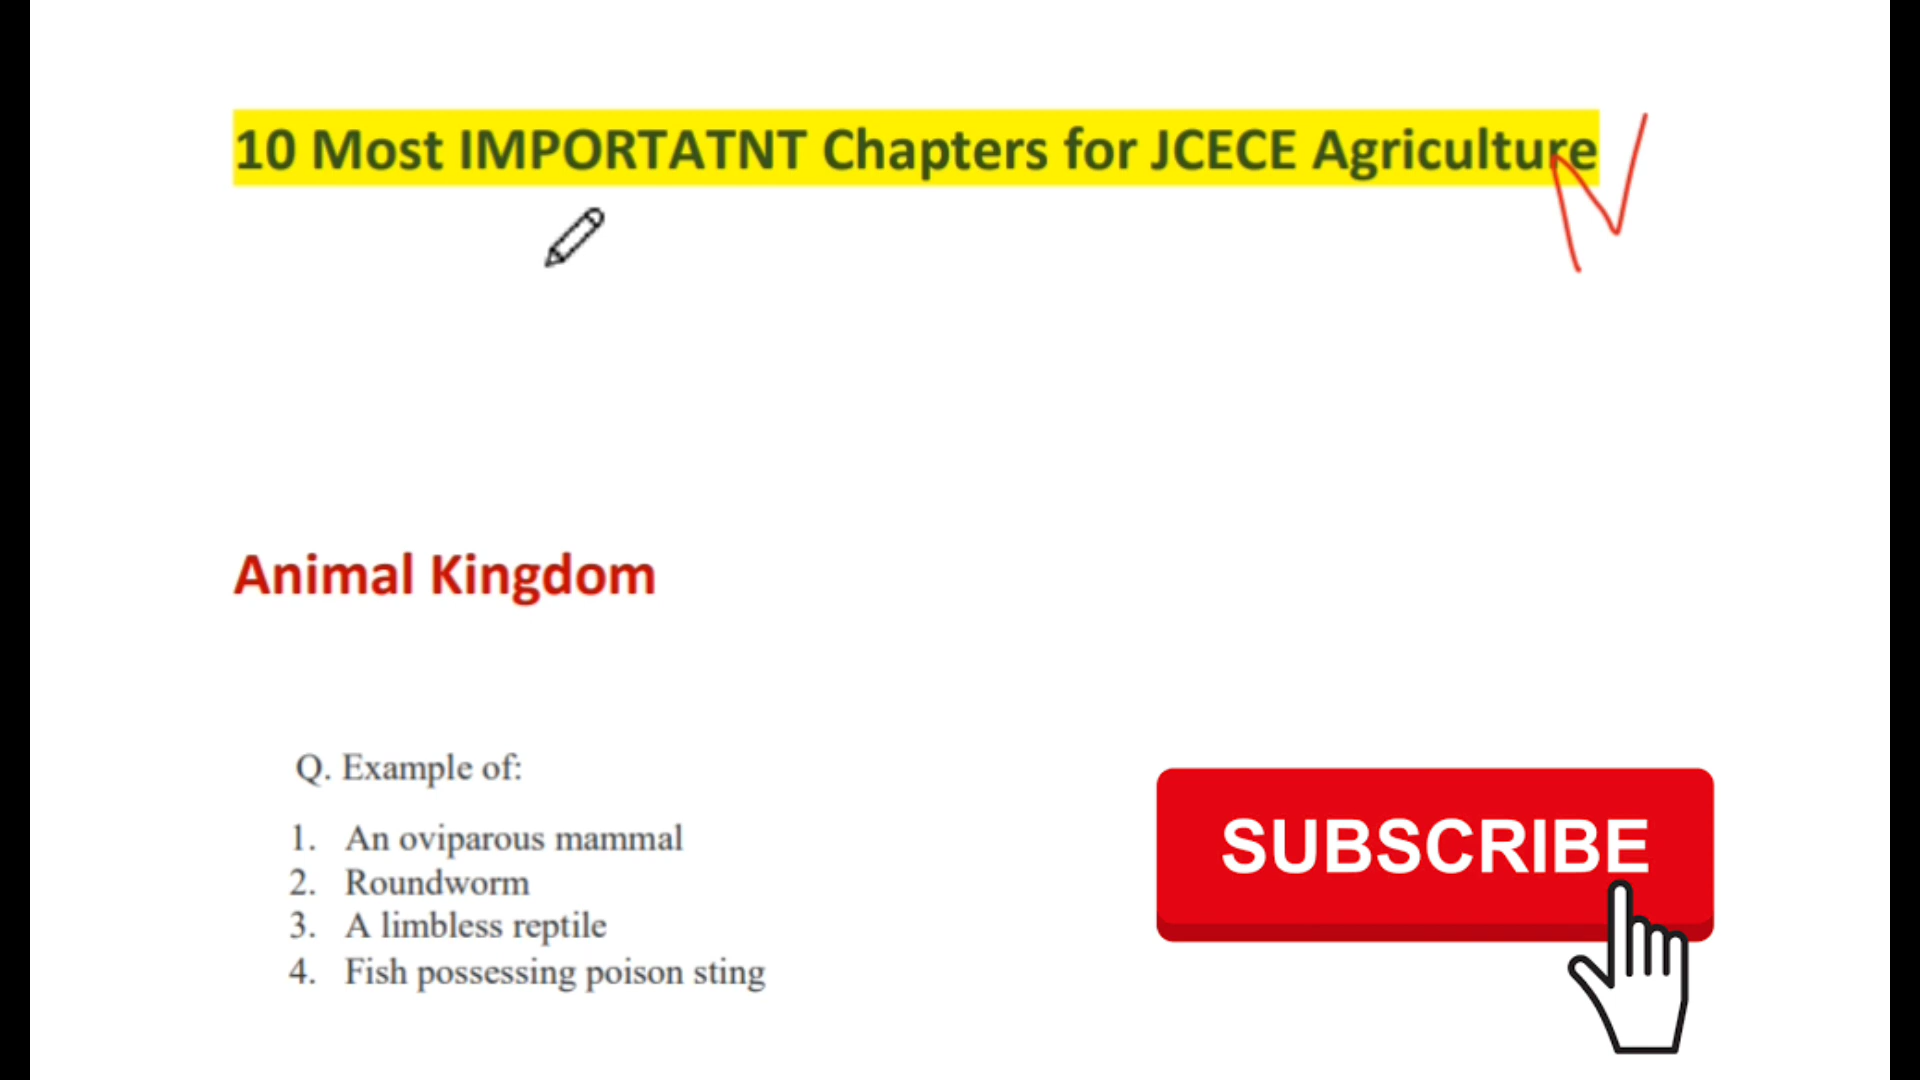 10 Most IMPORTATNT Chapters for JCECE Agriculture
Animal Kingdom
Q. Example of:
1. An oviparous mammal
2. Roundworm
3. A limbless reptile
4. Fish possessing poison sting
SUBSCRIBE